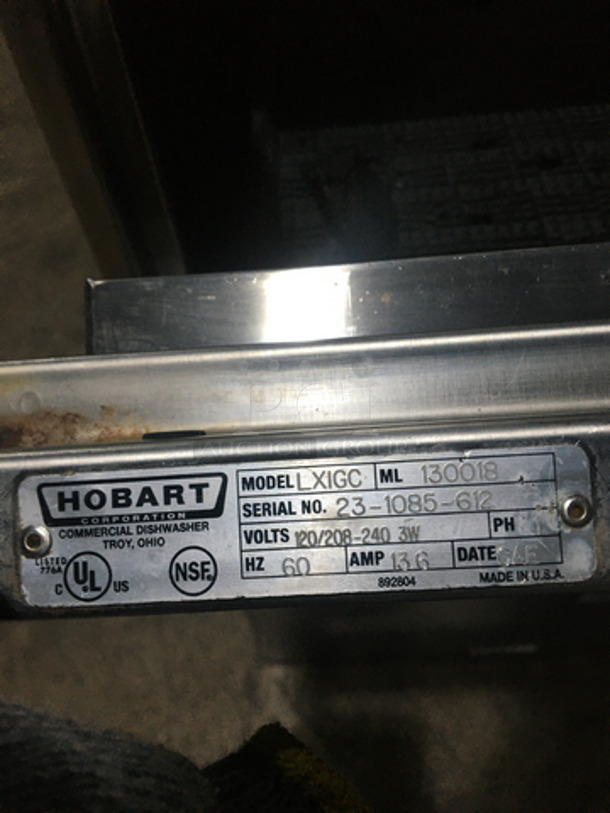 HOBART
CORPORATION
COMMERCIAL DISHWASHER
TROY, OHIO
LISTED
776A
C UL US
NSF
MODEL LXIGC ML 130018
SERIAL NO. 23-1085-612
VOLTS 120/208-240 3W PH
HZ 60 AMP 13.6 DATE
892804 MADE IN U.S.A.